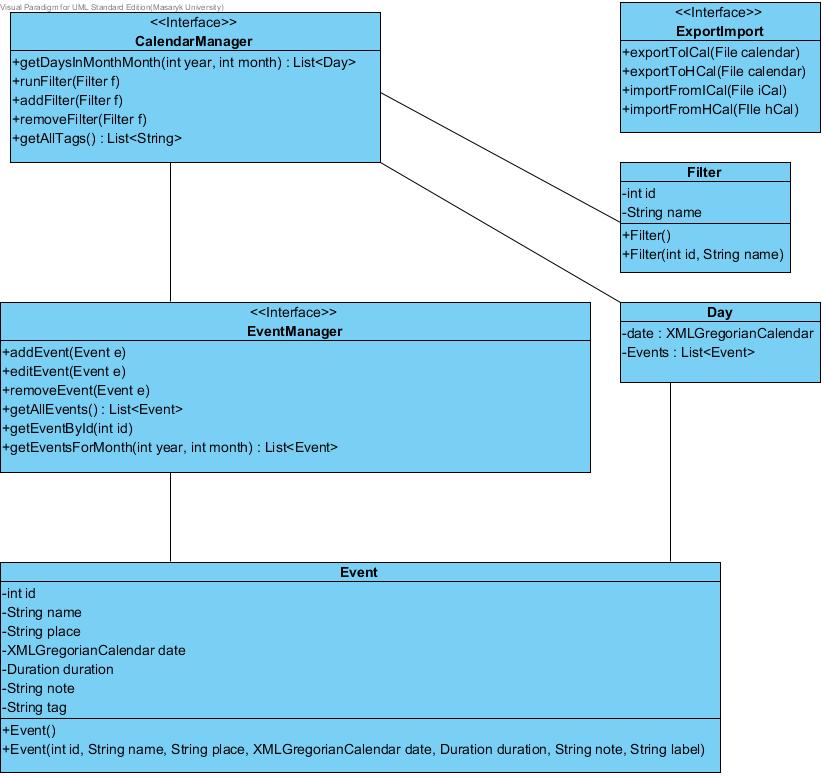 Visual Paradigm for UML Standard Edition(Masaryk University)
<<Interface>>
CalendarManager
+getDaysInMonthMonth(int year, int month) : List<Day>
+runFilter(Filter f)
+addFilter(Filter f)
+removeFilter(Filter f)
+getAllTags() : List<String>
<<Interface>>
ExportImport
+exportToICal(File calendar)
+exportToHCal(File calendar)
+importFromICal(File iCal)
+importFromHCal(FIle hCal)
Filter
-int id
-String name
+Filter()
+Filter(int id, String name)
<<Interface>>
EventManager
+addEvent(Event e)
+editEvent(Event e)
+removeEvent(Event e)
+getAllEvents() : List<Event>
+getEventById(int id)
+getEventsForMonth(int year, int month) : List<Event>
Day
-date : XMLGregorianCalendar
-Events : List<Event>
Event
-int id
-String name
-String place
-XMLGregorianCalendar date
-Duration duration
-String note
-String tag
+Event()
+Event(int id, String name, String place, XMLGregorianCalendar date, Duration duration, String note, String label)